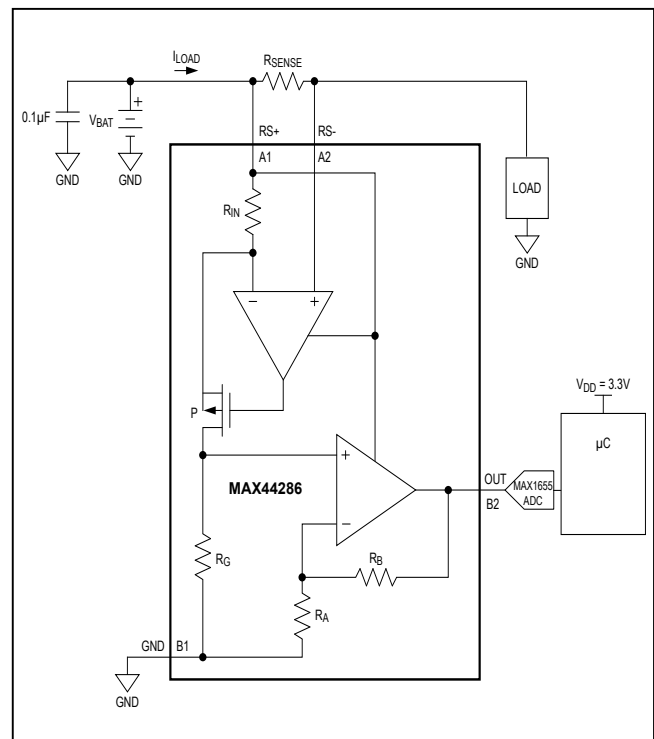 ILOAD
RSENSE
0.1µF
VBAT
+
−
GND
GND
RS+
RS-
A1
A2
LOAD
GND
RIN
−
+
VDD = 3.3V
P
µC
+
MAX44286
OUT
MAX1655
ADC
B2
−
RG
RB
RA
GND
B1
GND